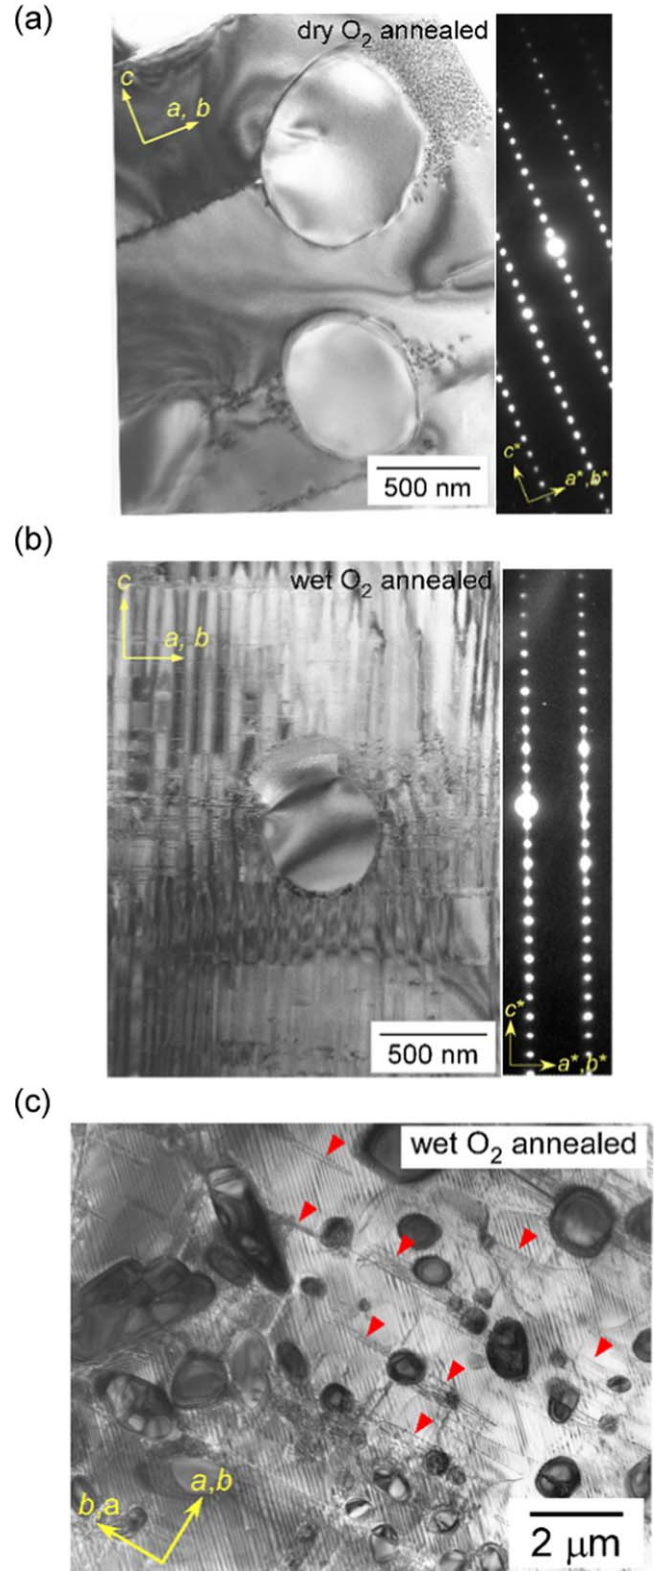 (a)
dry O₂ annealed
c
a, b
500 nm
c*
a*,b*
(b)
wet O₂ annealed
c
a, b
500 nm
c*
a*,b*
(c)
wet O₂ annealed
b,a
a,b
2 μm